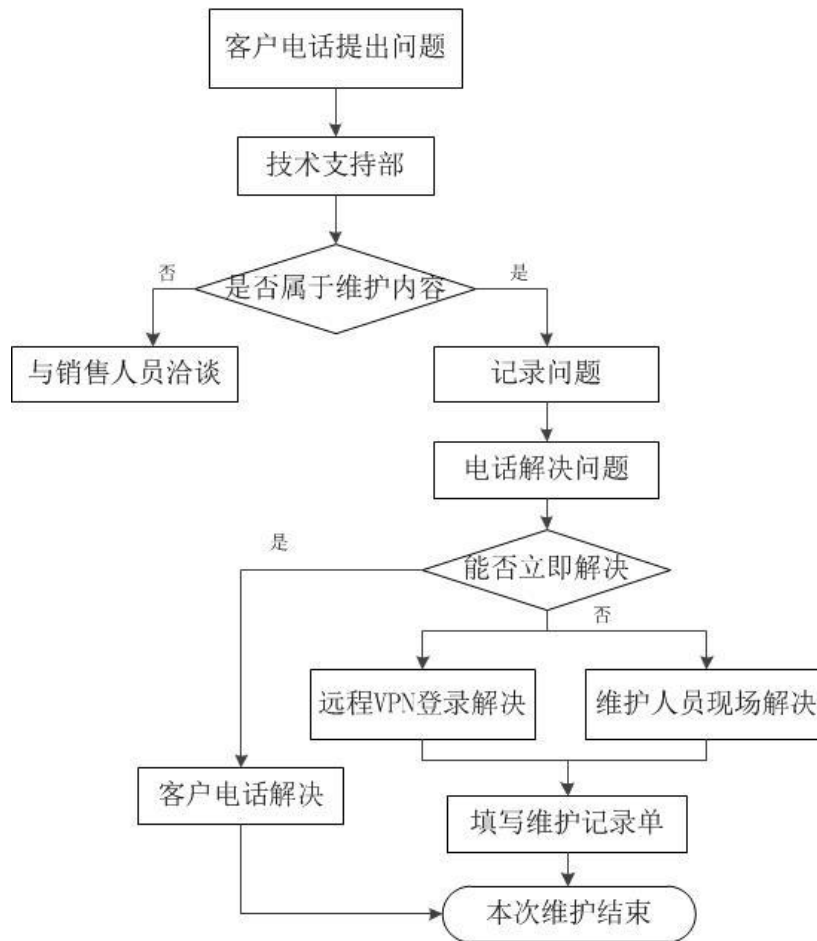 客户电话提出问题
技术支持部
否
是否属于维护内容
是
与销售人员洽谈
记录问题
电话解决问题
是
能否立即解决
否
远程VPN登录解决
维护人员现场解决
客户电话解决
填写维护记录单
本次维护结束